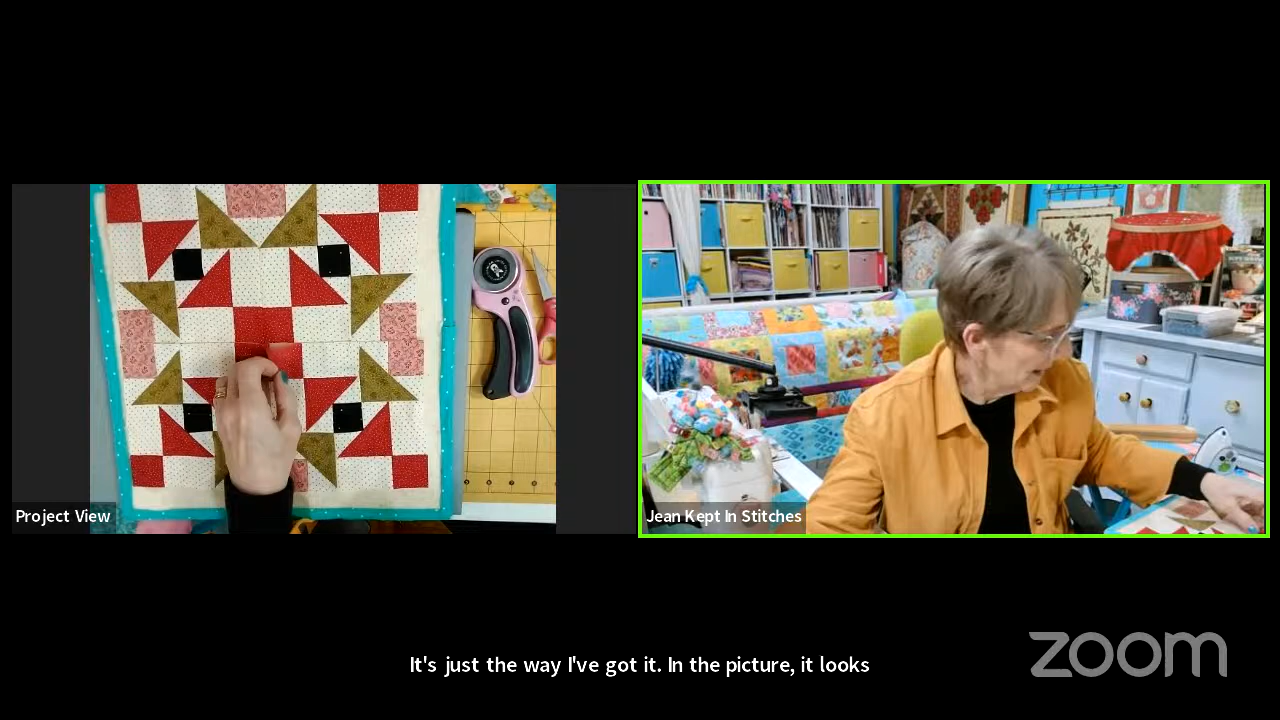 Project View
Jean Kept In Stitches
It's just the way I've got it. In the picture, it looks
zoom